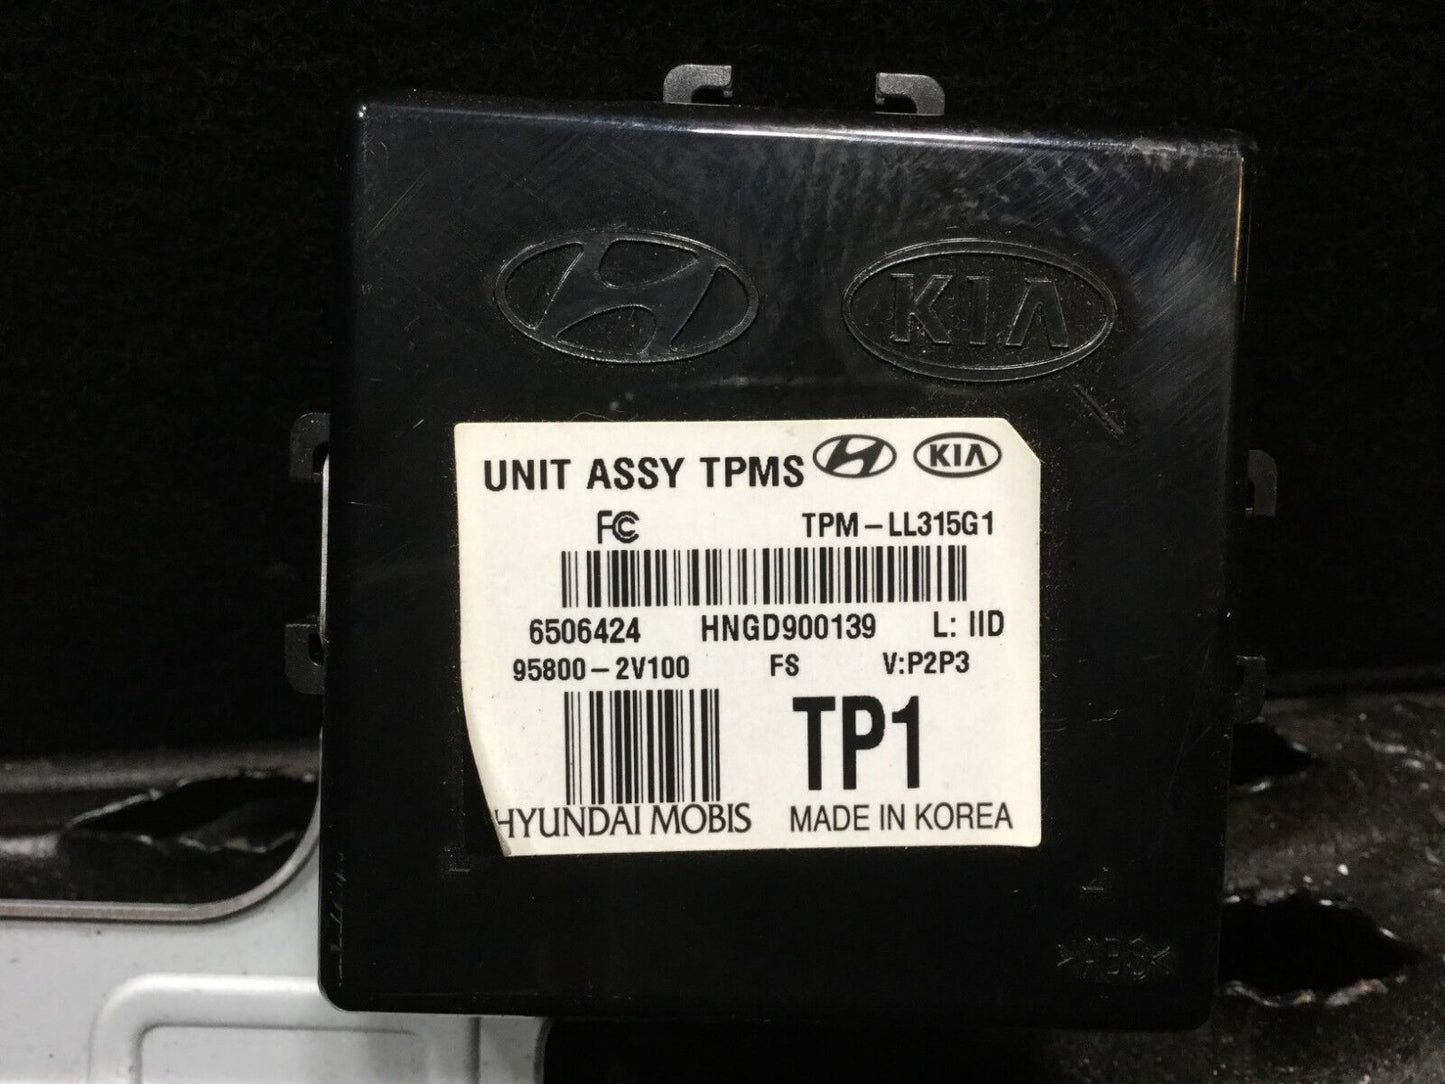 KIA
UNIT ASSY TPMS KIA
FC TPM-LL315G1
6506424 HNGD900139 L: IID
95800-2V100 FS V:P2P3
TP1
HYUNDAI MOBIS MADE IN KOREA
>ABS<